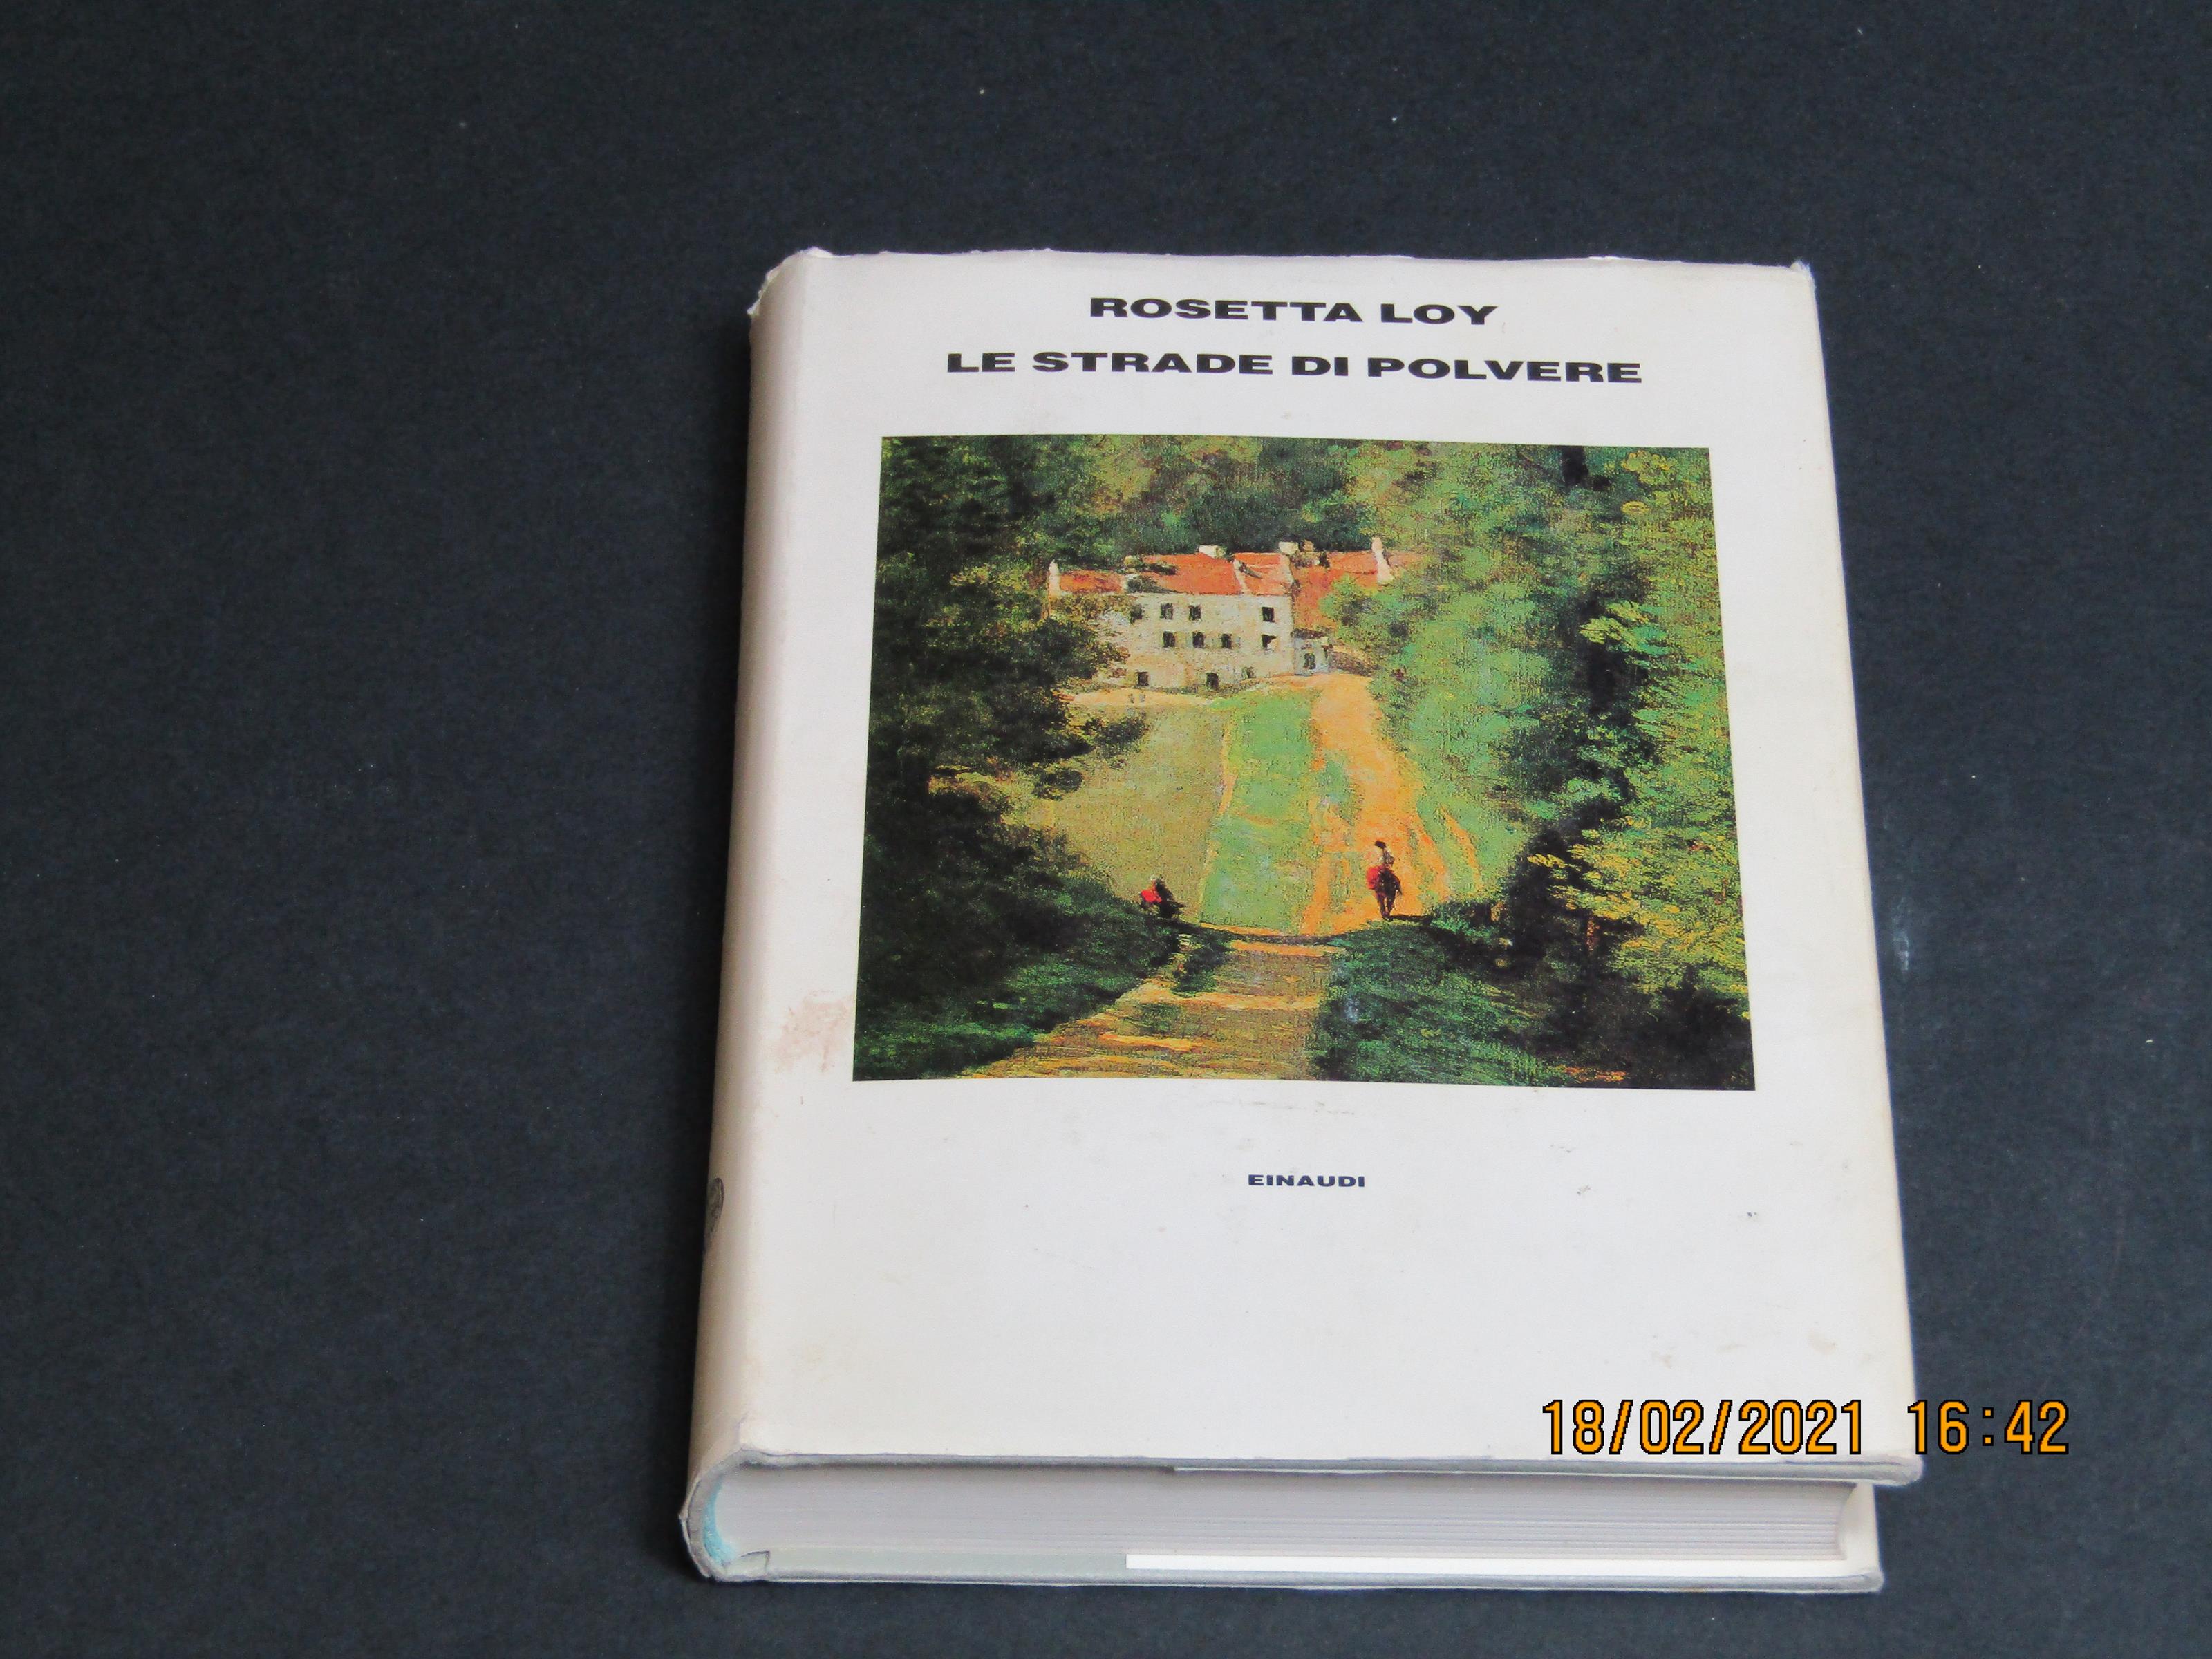 ROSETTA LOY
LE STRADE DI POLVERE
EINAUDI
18/02/2021 16:42